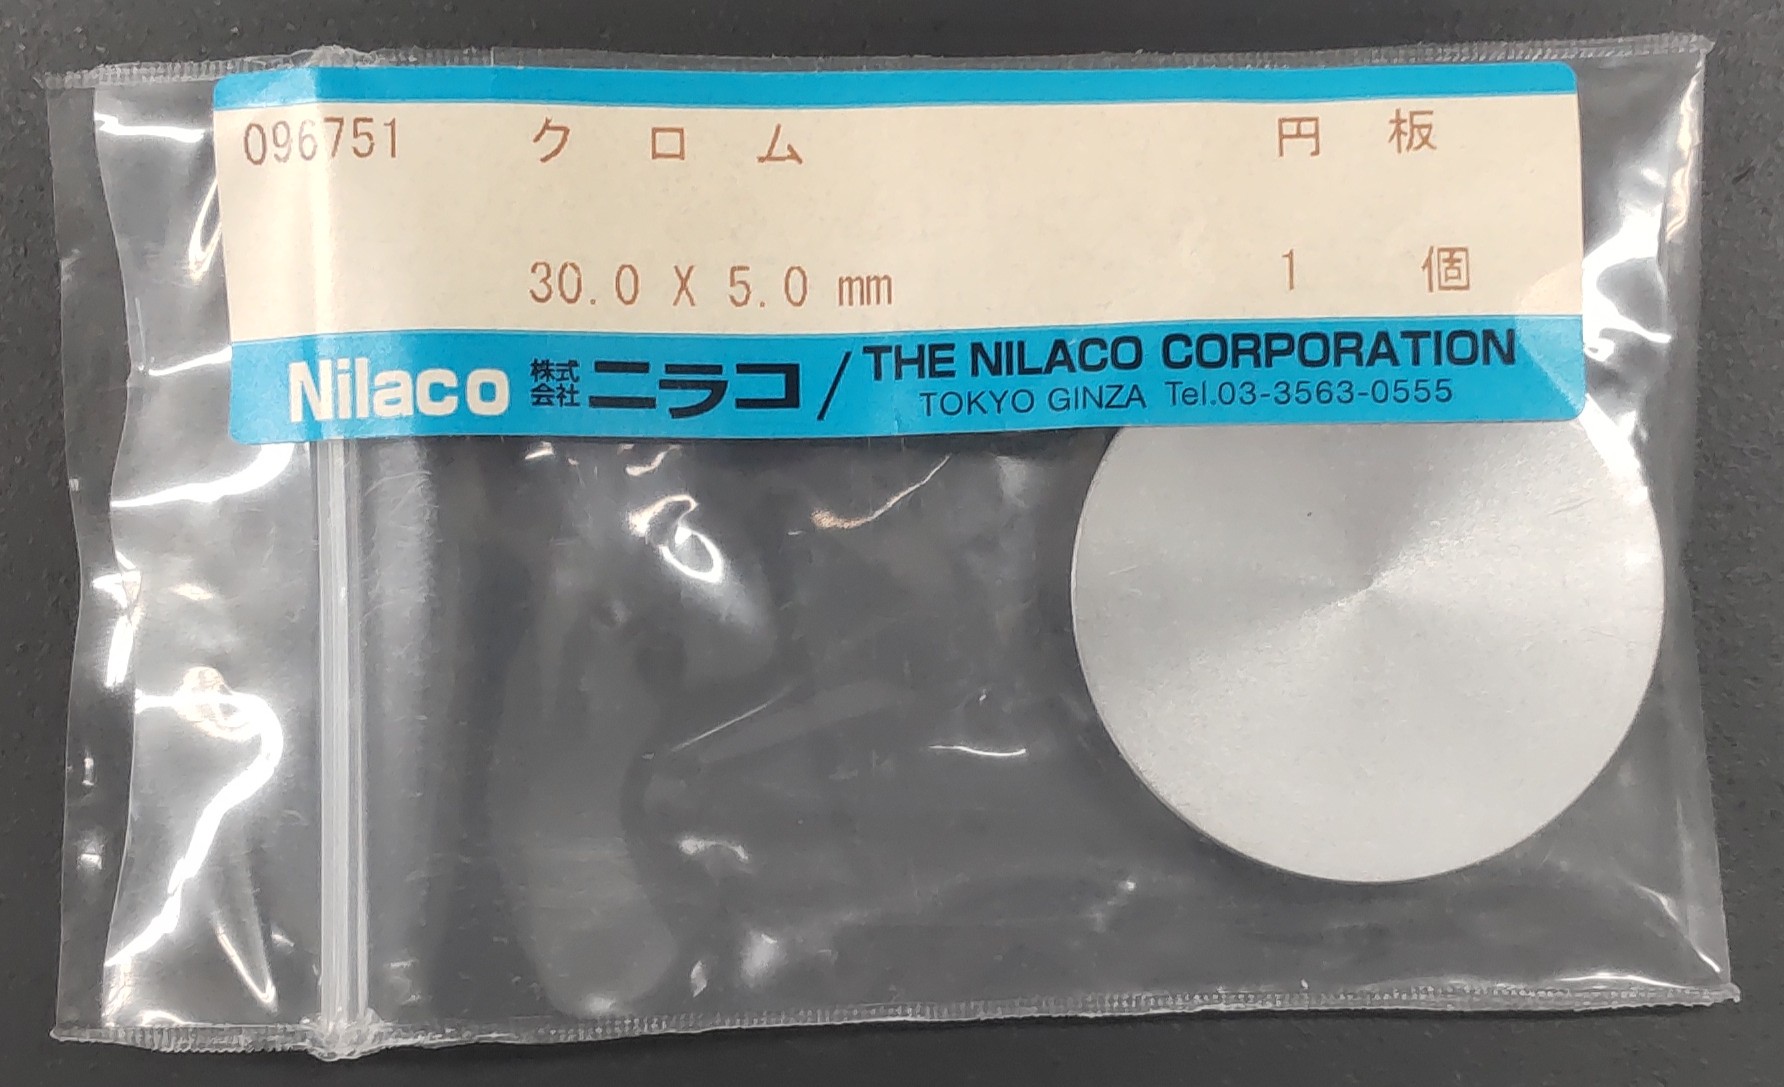 096751 クロム 円板
30.0 X 5.0 mm 1 個
Nilaco 株式会社ニラコ/THE NILACO CORPORATION
TOKYO GINZA Tel.03-3563-0555